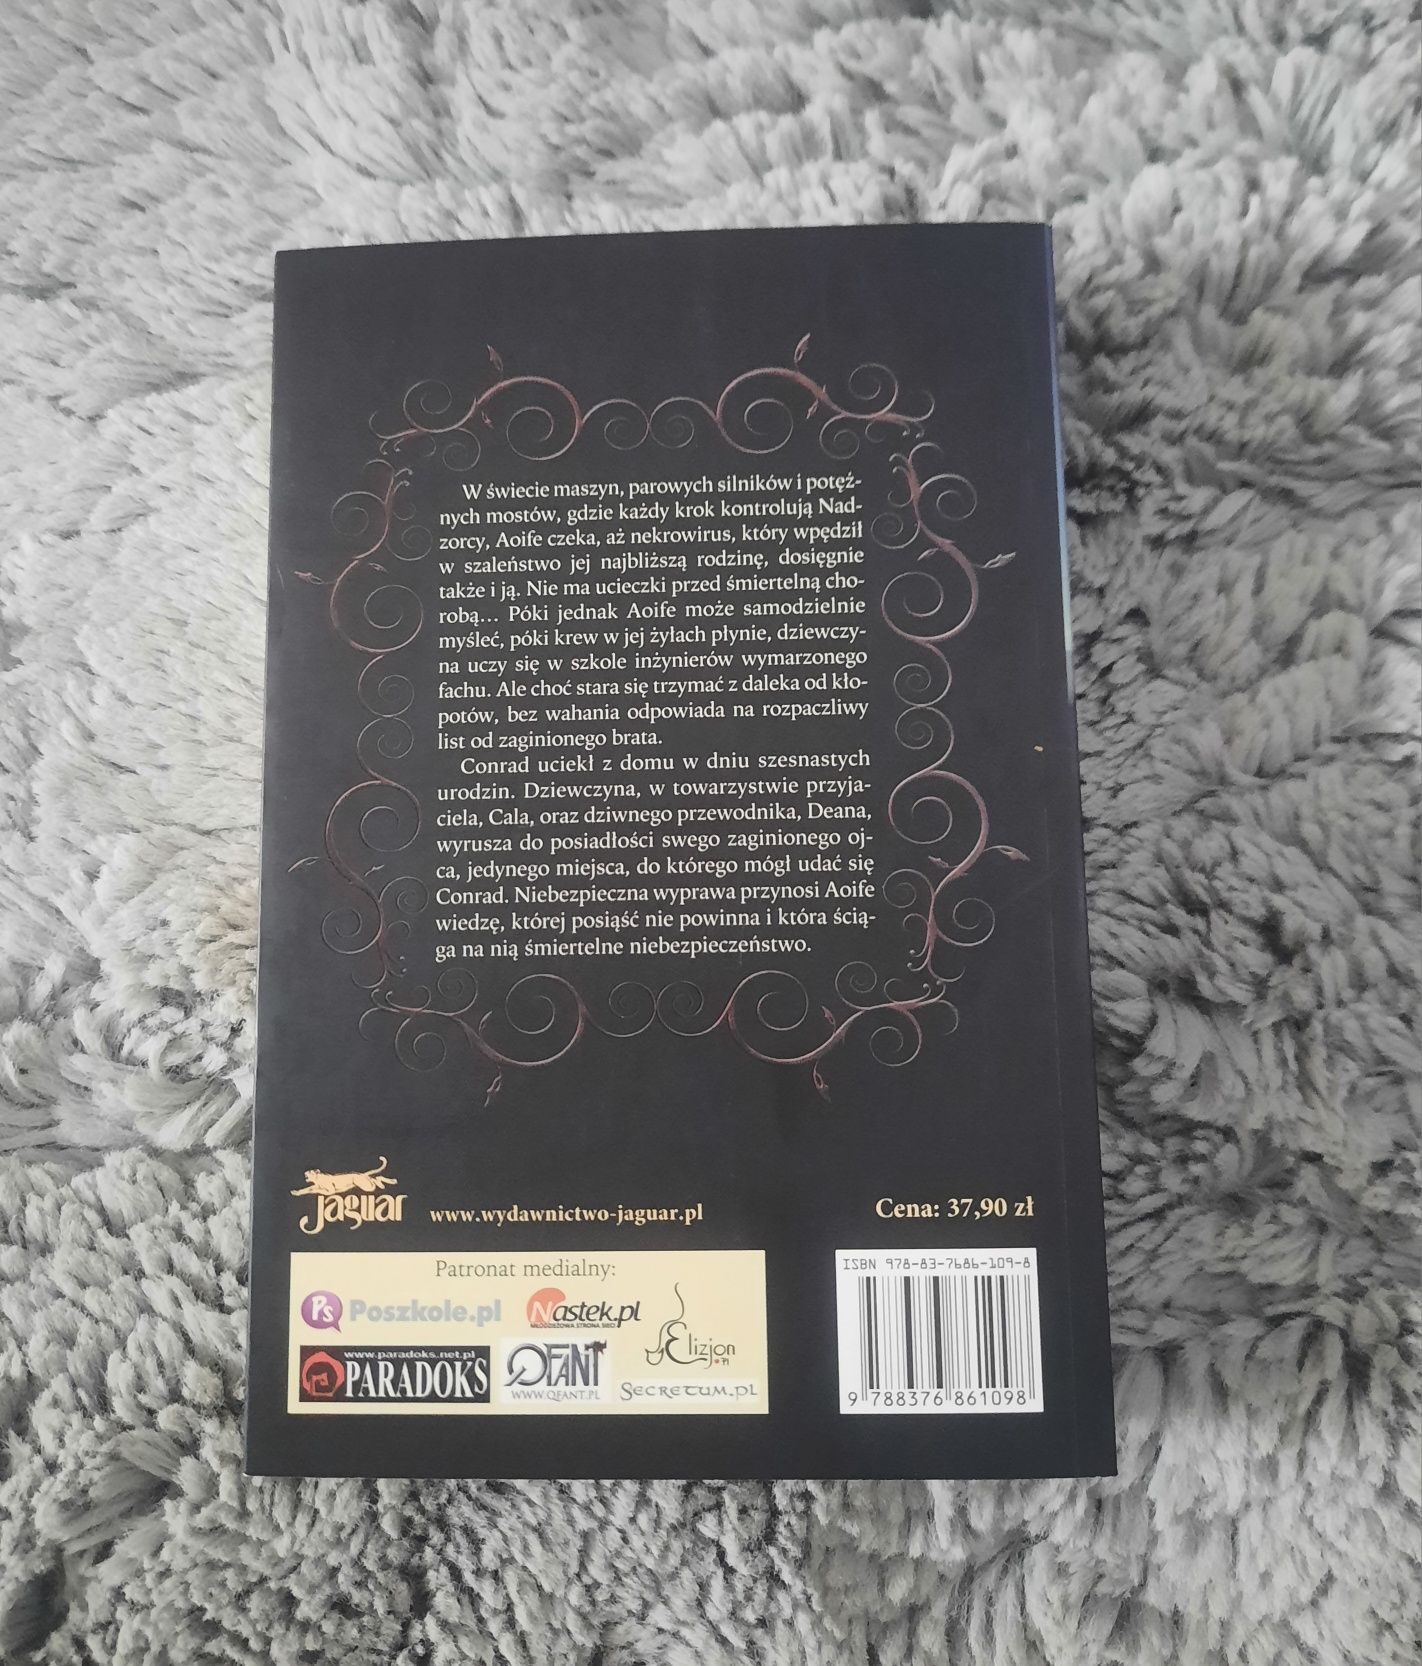 W świecie maszyn, parowych silników i potęż-
nych mostów, gdzie każdy krok kontrolują Nad-
zorcy, Aoife czeka, aż nekrowirus, który wpędził
w szaleństwo jej najbliższą rodzinę, dosięgnie
także i ją. Nie ma ucieczki przed śmiertelną cho-
robą... Póki jednak Aoife może samodzielnie
myśleć, póki krew w jej żyłach płynie, dziewczy-
na uczy się w szkole inżynierów wymarzonego
fachu. Ale choć stara się trzymać z daleka od kło-
potów, bez wahania odpowiada na rozpaczliwy
list od zaginionego brata.
Conrad uciekł z domu w dniu szesnastych
urodzin. Dziewczyna, w towarzystwie przyja-
ciela, Cala, oraz dziwnego przewodnika, Deana,
wyrusza do posiadłości swego zaginionego oj-
ca, jedynego miejsca, do którego mógł udać się
Conrad. Niebezpieczna wyprawa przynosi Aoife
wiedzę, której posiąść nie powinna i która ścią-
ga na nią śmiertelne niebezpieczeństwo.
Jaguar
www.wydawnictwo-jaguar.pl
Cena: 37,90 zł
Patronat medialny:
Ps Poszkole.pl
Nastek.pl
MŁODZIEŻOWA STRONA SIECI
Elizjon
.pl
www.paradoks.net.pl
PARADOKS
QFANT
WWW.QFANT.PL
SECRETUM.PL
ISBN 978-83-7686-109-8
9 788376 861098